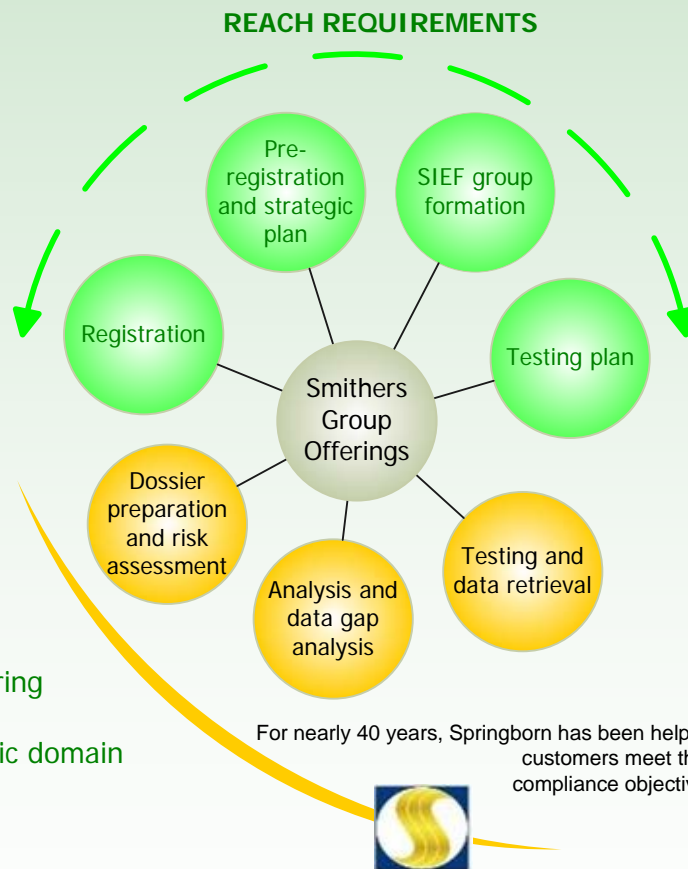 REACH REQUIREMENTS
Pre-
registration
and strategic
plan
SIEF group
formation
Registration
Testing plan
Smithers
Group
Offerings
Dossier
preparation
and risk
assessment
Testing and
data retrieval
Analysis and
data gap
analysis
ring
ic domain
For nearly 40 years, Springborn has been help
customers meet th
compliance objectiv